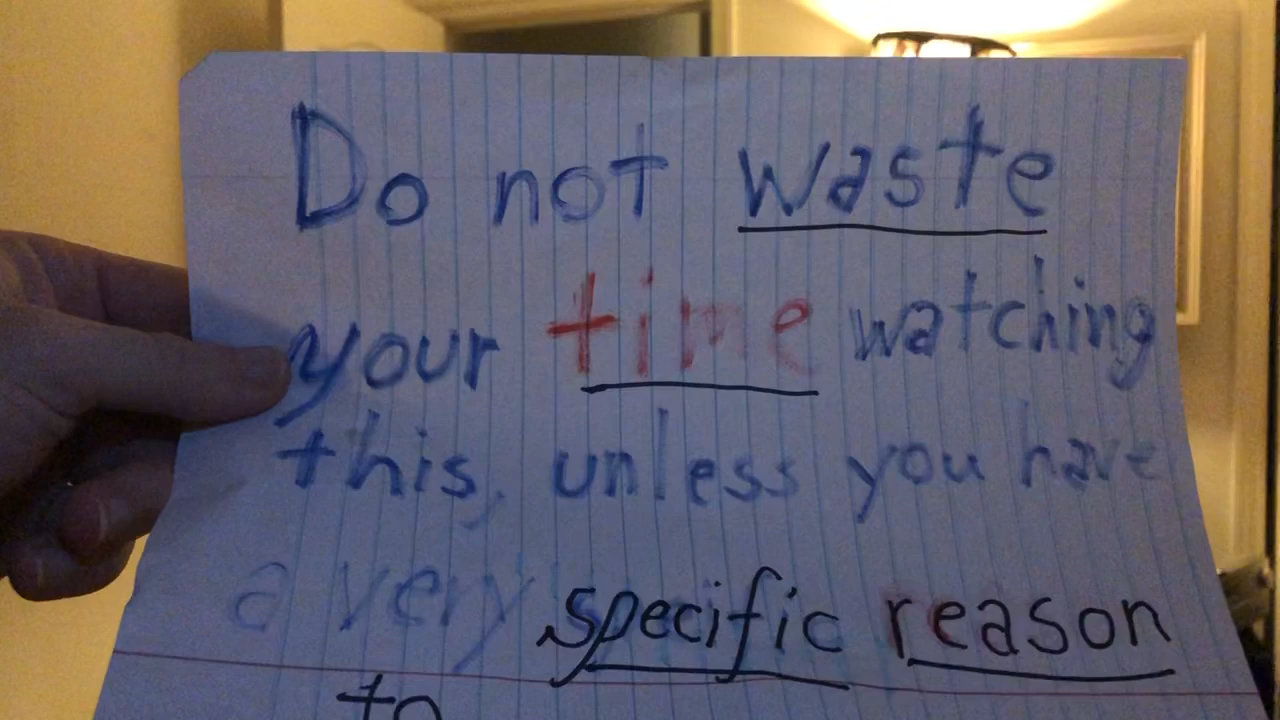 Do not waste
your time watching
this, unless you have
a very specific reason
to